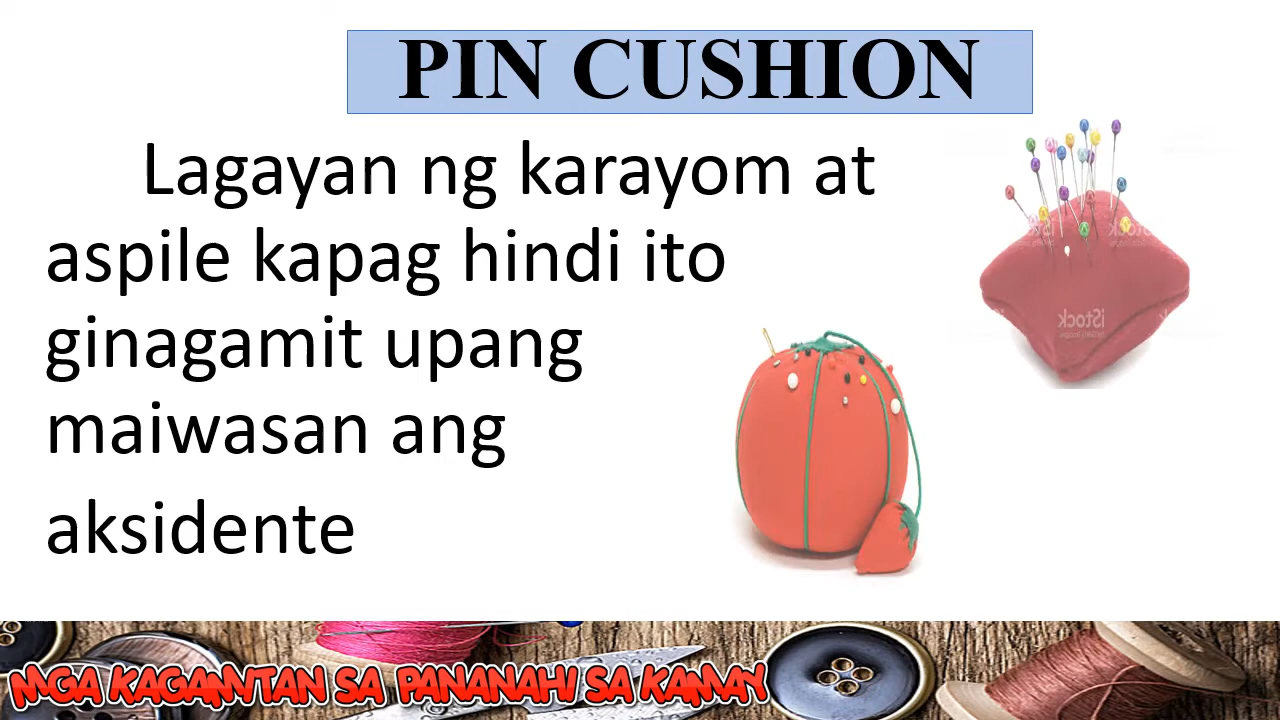 PIN CUSHION
Lagayan ng karayom at
aspile kapag hindi ito
ginagamit upang
maiwasan ang
aksidente
iStock
MGA KAGAMITAN SA PANANAHI SA KAMAY